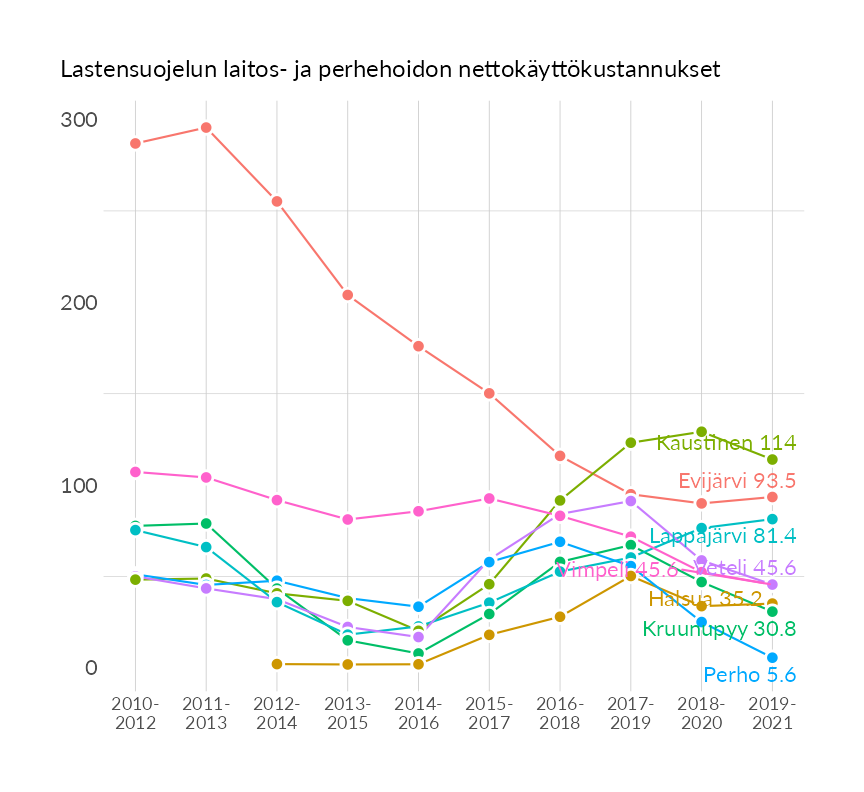 Lastensuojelun laitos- ja perhehoidon nettokäyttökustannukset
300
200
100
0
Kaustinen 114
Evijärvi 93.5
Lappajärvi 81.4
Vimpeli 45.6
Veteli 45.6
Halsua 35.2
Kruunupyy 30.8
Perho 5.6
2010-
2012
2011-
2013
2012-
2014
2013-
2015
2014-
2016
2015-
2017
2016-
2018
2017-
2019
2018-
2020
2019-
2021